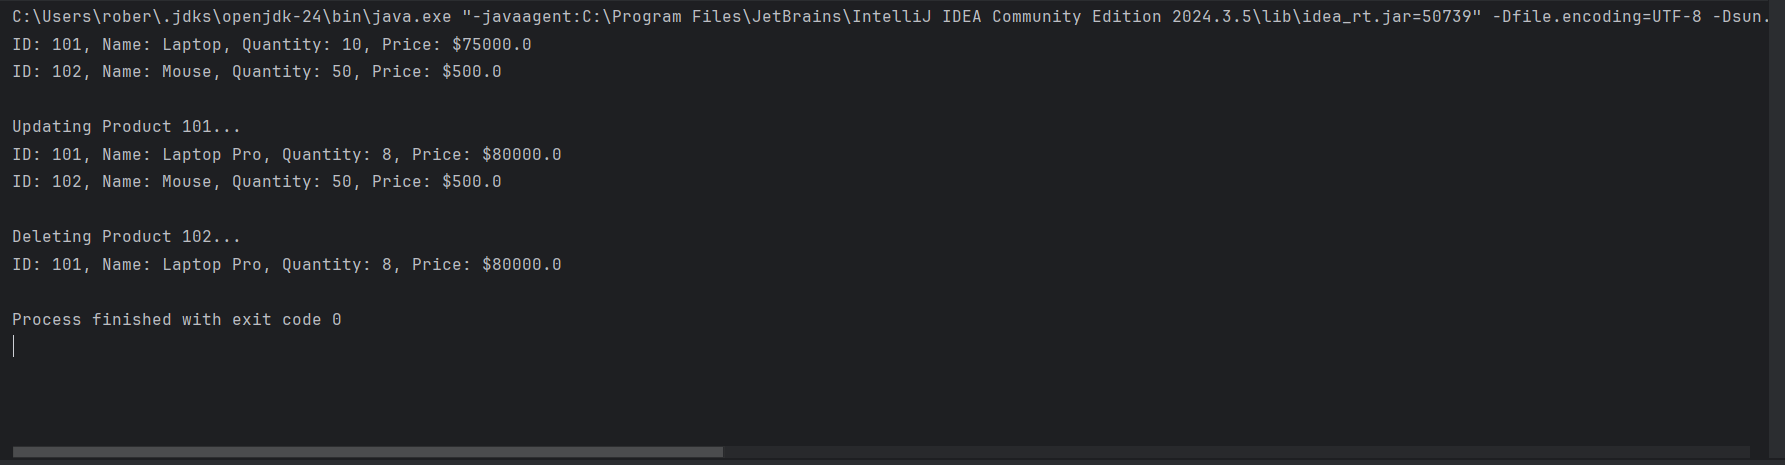 C:\Users\rober\.jdks\openjdk-24\bin\java.exe "-javaagent:C:\Program Files\JetBrains\IntelliJ IDEA Community Edition 2024.3.5\lib\idea_rt.jar=50739" -Dfile.encoding=UTF-8 -Dsun.
ID: 101, Name: Laptop, Quantity: 10, Price: $75000.0
ID: 102, Name: Mouse, Quantity: 50, Price: $500.0
Updating Product 101...
ID: 101, Name: Laptop Pro, Quantity: 8, Price: $80000.0
ID: 102, Name: Mouse, Quantity: 50, Price: $500.0
Deleting Product 102...
ID: 101, Name: Laptop Pro, Quantity: 8, Price: $80000.0
Process finished with exit code 0